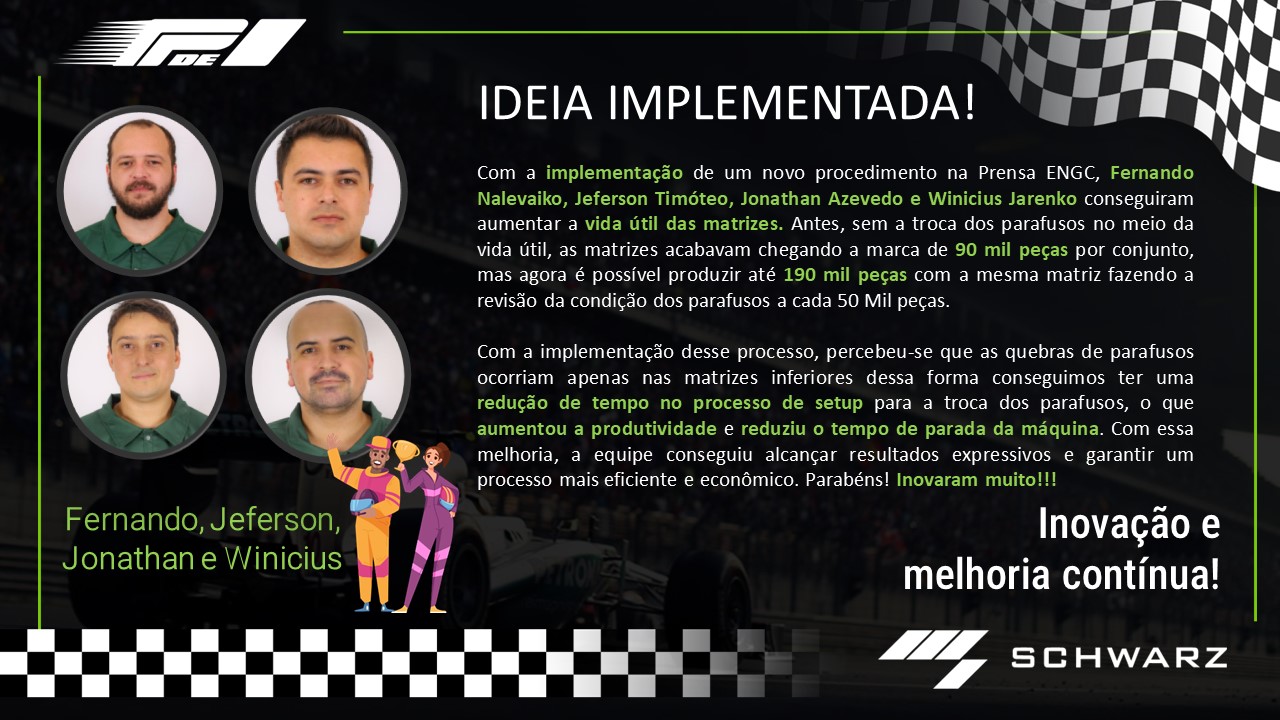 P DE I
IDEIA IMPLEMENTADA!
Com a implementação de um novo procedimento na Prensa ENGC, Fernando
Nalevaiko, Jeferson Timóteo, Jonathan Azevedo e Winicius Jarenko conseguiram
aumentar a vida útil das matrizes. Antes, sem a troca dos parafusos no meio da
vida útil, as matrizes acabavam chegando a marca de 90 mil peças por conjunto,
mas agora é possível produzir até 190 mil peças com a mesma matriz fazendo a
revisão da condição dos parafusos a cada 50 Mil peças.
Com a implementação desse processo, percebeu-se que as quebras de parafusos
ocorriam apenas nas matrizes inferiores dessa forma conseguimos ter uma
redução de tempo no processo de setup para a troca dos parafusos, o que
aumentou a produtividade e reduziu o tempo de parada da máquina. Com essa
melhoria, a equipe conseguiu alcançar resultados expressivos e garantir um
processo mais eficiente e econômico. Parabéns! Inovaram muito!!!
Fernando, Jeferson,
Jonathan e Winicius
Inovação e
melhoria contínua!
SCHWARZ